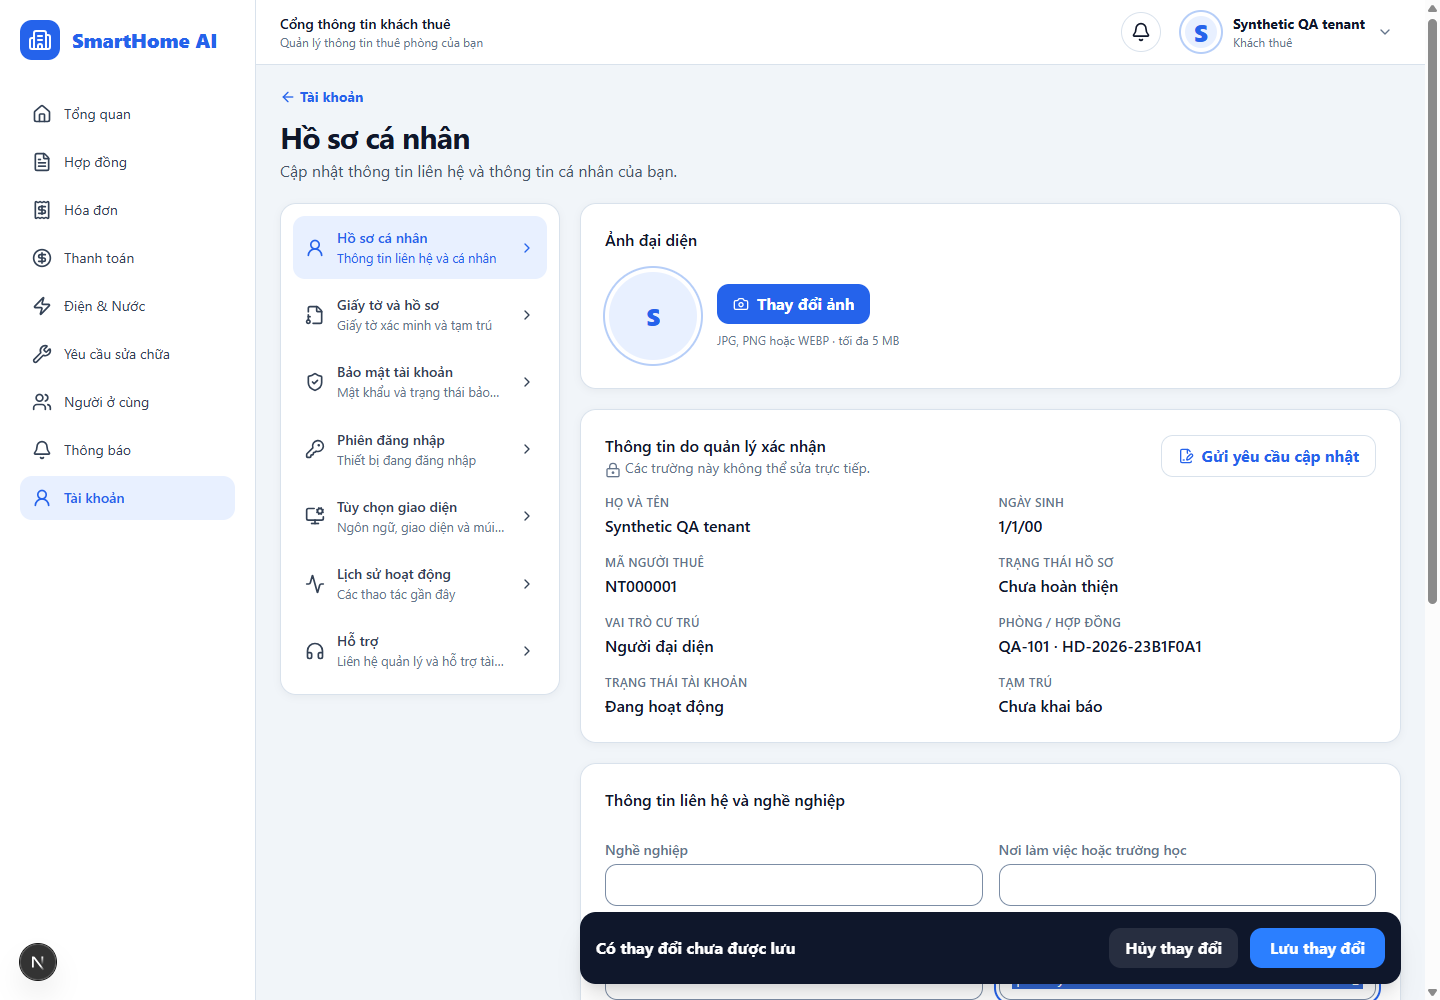 SmartHome AI
Tổng quan
Hợp đồng
Hóa đơn
Thanh toán
Điện & Nước
Yêu cầu sửa chữa
Người ở cùng
Thông báo
Tài khoản
N
Cổng thông tin khách thuê
Quản lý thông tin thuê phòng của bạn
S
Synthetic QA tenant
Khách thuê
Tài khoản
Hồ sơ cá nhân
Cập nhật thông tin liên hệ và thông tin cá nhân của bạn.
Hồ sơ cá nhân
Thông tin liên hệ và cá nhân
Giấy tờ và hồ sơ
Giấy tờ xác minh và tạm trú
Bảo mật tài khoản
Mật khẩu và trạng thái bảo...
Phiên đăng nhập
Thiết bị đang đăng nhập
Tùy chọn giao diện
Ngôn ngữ, giao diện và múi...
Lịch sử hoạt động
Các thao tác gần đây
Hỗ trợ
Liên hệ quản lý và hỗ trợ tài...
Ảnh đại diện
S
Thay đổi ảnh
JPG, PNG hoặc WEBP · tối đa 5 MB
Thông tin do quản lý xác nhận
Các trường này không thể sửa trực tiếp.
Gửi yêu cầu cập nhật
HỌ VÀ TÊN
Synthetic QA tenant
NGÀY SINH
1/1/00
MÃ NGƯỜI THUÊ
NT000001
TRẠNG THÁI HỒ SƠ
Chưa hoàn thiện
VAI TRÒ CƯ TRÚ
Người đại diện
PHÒNG / HỢP ĐỒNG
QA-101 · HD-2026-23B1F0A1
TRẠNG THÁI TÀI KHOẢN
Đang hoạt động
TẠM TRÚ
Chưa khai báo
Thông tin liên hệ và nghề nghiệp
Nghề nghiệp
Nơi làm việc hoặc trường học
Có thay đổi chưa được lưu
Hủy thay đổi
Lưu thay đổi